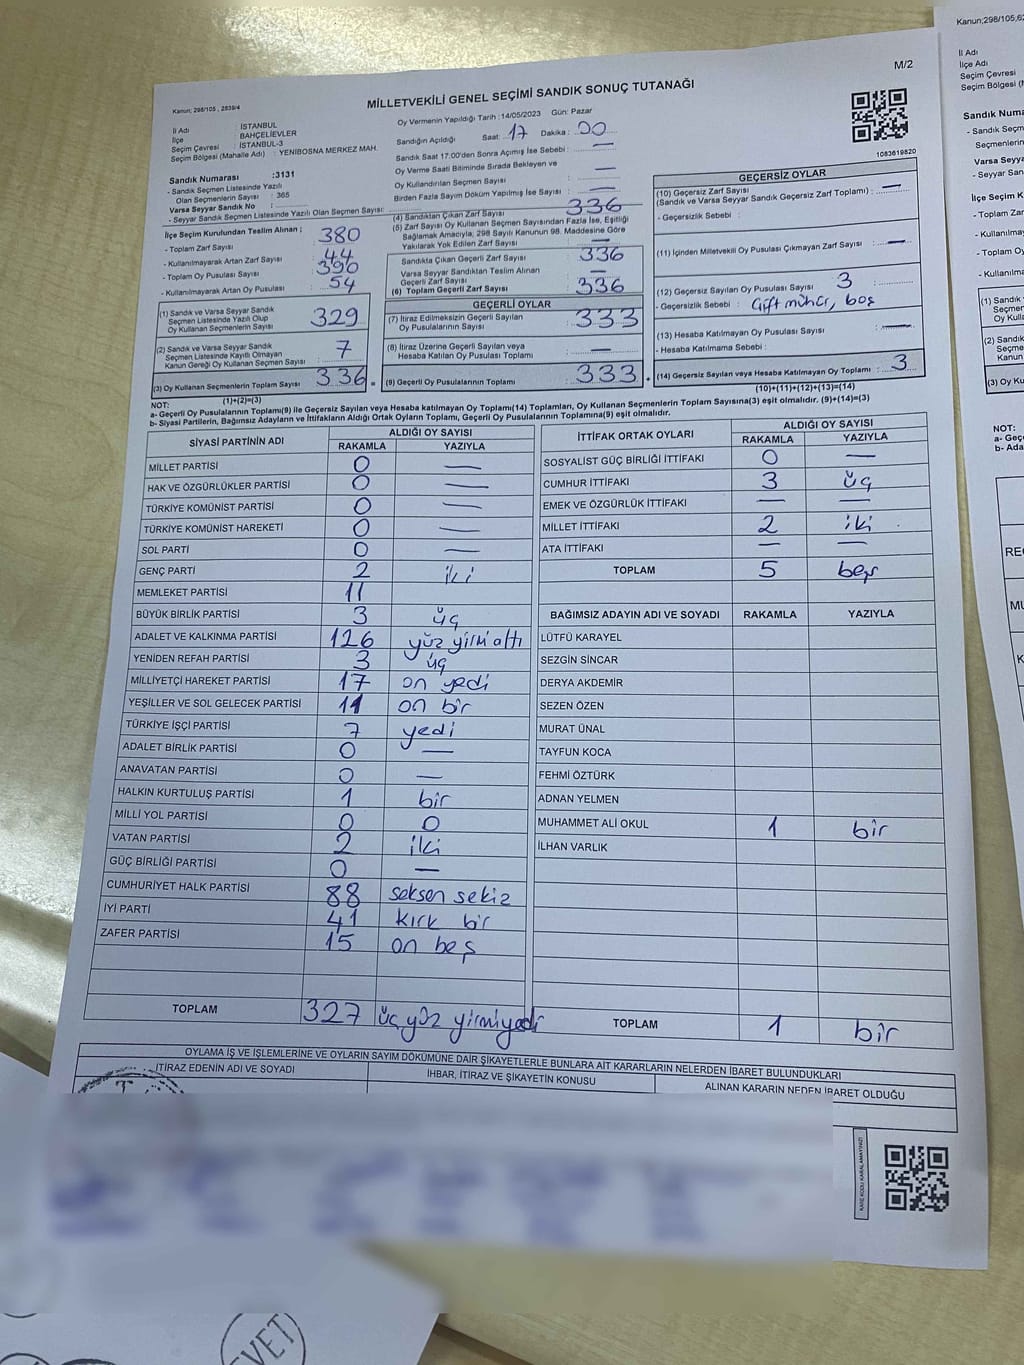 Kanun;298/105,62
İl Adı
İlçe Adı
Seçim Çevresi
Seçim Bölgesi (
M/2
MİLLETVEKİLİ GENEL SEÇİMİ SANDIK SONUÇ TUTANAĞI
Kanun; 298/105 , 2839/4
İl Adı : İSTANBUL
İlçe : BAHÇELİEVLER
Seçim Çevresi : İSTANBUL-3
Seçim Bölgesi (Mahalle Adı) : YENİBOSNA MERKEZ MAH.
Sandık Numarası :3131
- Sandık Seçmen Listesinde Yazılı
Olan Seçmenlerin Sayısı : 365
Varsa Seyyar Sandık No :
- Seyyar Sandık Seçmen Listesinde Yazılı Olan Seçmen Sayısı:
Oy Vermenin Yapıldığı Tarih :14/05/2023 Gün: Pazar
Sandığın Açıldığı Saat: 17 Dakika : 00
Sandık Saat 17:00'den Sonra Açımış İse Sebebi : —
Oy Verme Saati Bitiminde Sırada Bekleyen ve
Oy Kullandırılan Seçmen Sayısı : —
Birden Fazla Sayım Döküm Yapılmış İse Sayısı : —
1083619820
İlçe Seçim Kurulundan Teslim Alınan ;
- Toplam Zarf Sayısı : 380
- Kullanılmayarak Artan Zarf Sayısı : 44
- Toplam Oy Pusulası Sayısı : 390
- Kullanılmayarak Artan Oy Pusulası : 54
(1) Sandık ve Varsa Seyyar Sandık
Seçmen Listesinde Yazılı Olup
Oy Kullanan Seçmenlerin Sayısı : 329
(2) Sandık ve Varsa Seyyar Sandık
Seçmen Listesinde Kayıtlı Olmayan
Kanun Gereği Oy Kullanan Seçmen Sayısı : 7
(3) Oy Kullanan Seçmenlerin Toplam Sayısı : 336 =
(1)+(2)=(3)
(4) Sandıktan Çıkan Zarf Sayısı : 336
(5) Zarf Sayısı Oy Kullanan Seçmen Sayısından Fazla İse, Eşitliği
Sağlamak Amacıyla; 298 Sayılı Kanunun 98. Maddesine Göre
Yakılarak Yok Edilen Zarf Sayısı : —
Sandıkta Çıkan Geçerli Zarf Sayısı : 336
Varsa Seyyar Sandıktan Teslim Alınan
Geçerli Zarf Sayısı : —
(6) Toplam Geçerli Zarf Sayısı : 336
GEÇERLİ OYLAR
(7) İtiraz Edilmeksizin Geçerli Sayılan
Oy Pusulalarının Sayısı : 333
(8) İtiraz Üzerine Geçerli Sayılan veya
Hesaba Katılan Oy Pusulası Toplamı : —
(9) Geçerli Oy Pusulalarının Toplamı : 333 +
GEÇERSİZ OYLAR
(10) Geçersiz Zarf Sayısı
(Sandık ve Varsa Seyyar Sandık Geçersiz Zarf Toplamı) : —
- Geçersizlik Sebebi :
(11) İçinden Milletvekili Oy Pusulası Çıkmayan Zarf Sayısı : —
(12) Geçersiz Sayılan Oy Pusulası Sayısı : 3
- Geçersizlik Sebebi : Çift mühür, boş
(13) Hesaba Katılmayan Oy Pusulası Sayısı : —
- Hesaba Katılmama Sebebi :
(14) Geçersiz Sayılan veya Hesaba Katılmayan Oy Toplamı : 3
(10)+(11)+(12)+(13)=(14)
NOT:
a- Geçerli Oy Pusulalarının Toplamı(9) ile Geçersiz Sayılan veya Hesaba katılmayan Oy Toplamı(14) Toplamları, Oy Kullanan Seçmenlerin Toplam Sayısına(3) eşit olmalıdır. (9)+(14)=(3)
b- Siyasi Partilerin, Bağımsız Adayların ve İttifakların Aldığı Ortak Oyların Toplamı, Geçerli Oy Pusulalarının Toplamına(9) eşit olmalıdır.
SİYASİ PARTİNİN ADI ALDIĞI OY SAYISI
RAKAMLA YAZIYLA
MİLLET PARTİSİ 0 —
HAK VE ÖZGÜRLÜKLER PARTİSİ 0 —
TÜRKİYE KOMÜNİST PARTİSİ 0 —
TÜRKİYE KOMÜNİST HAREKETİ 0 —
SOL PARTİ 0 —
GENÇ PARTİ 2 iki
MEMLEKET PARTİSİ 11
BÜYÜK BİRLİK PARTİSİ 3 üç
ADALET VE KALKINMA PARTİSİ 126 yüz yirmi altı
YENİDEN REFAH PARTİSİ 3 üç
MİLLİYETÇİ HAREKET PARTİSİ 17 on yedi
YEŞİLLER VE SOL GELECEK PARTİSİ 11 on bir
TÜRKİYE İŞÇİ PARTİSİ 7 yedi
ADALET BİRLİK PARTİSİ 0 —
ANAVATAN PARTİSİ 0 —
HALKIN KURTULUŞ PARTİSİ 1 bir
MİLLİ YOL PARTİSİ 0 0
VATAN PARTİSİ 2 iki
GÜÇ BİRLİĞİ PARTİSİ 0 —
CUMHURİYET HALK PARTİSİ 88 seksen sekiz
İYİ PARTİ 41 kırk bir
ZAFER PARTİSİ 15 on beş
TOPLAM 327 üç yüz yirmiyedi
İTTİFAK ORTAK OYLARI ALDIĞI OY SAYISI
RAKAMLA YAZIYLA
SOSYALİST GÜÇ BİRLİĞİ İTTİFAKI 0 —
CUMHUR İTTİFAKI 3 üç
EMEK VE ÖZGÜRLÜK İTTİFAKI — —
MİLLET İTTİFAKI 2 iki
ATA İTTİFAKI — —
TOPLAM 5 beş
BAĞIMSIZ ADAYIN ADI VE SOYADI RAKAMLA YAZIYLA
LÜTFÜ KARAYEL
SEZGİN SİNCAR
DERYA AKDEMİR
SEZEN ÖZEN
MURAT ÜNAL
TAYFUN KOCA
FEHMİ ÖZTÜRK
ADNAN YELMEN
MUHAMMET ALİ OKUL 1 bir
İLHAN VARLIK
TOPLAM 1 bir
OYLAMA İŞ VE İŞLEMLERİNE VE OYLARIN SAYIM DÖKÜMÜNE DAİR ŞİKAYETLERLE BUNLARA AİT KARARLARIN NELERDEN İBARET BULUNDUKLARI
İTİRAZ EDENİN ADI VE SOYADI
İHBAR, İTİRAZ VE ŞİKAYETİN KONUSU
ALINAN KARARIN NEDEN İBARET OLDUĞU
KARE KODU KARALAMAYINIZ!
EVET